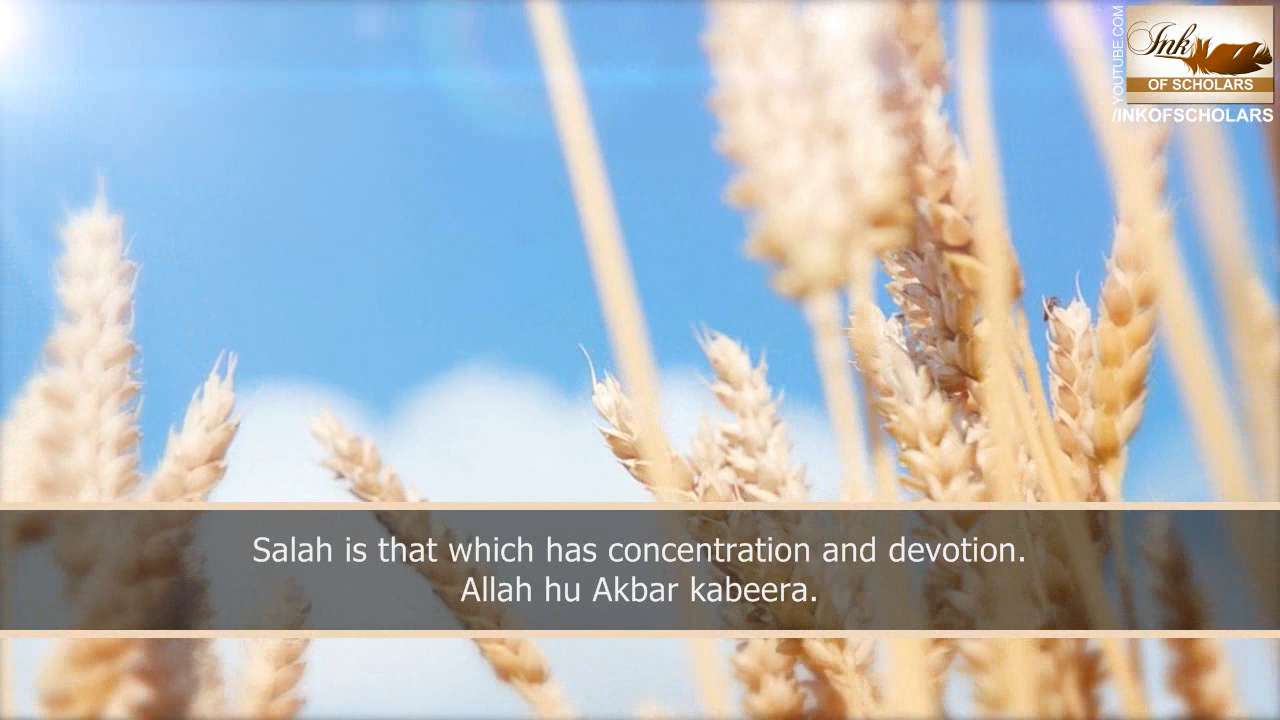 YOUTUBE.COM
Ink
OF SCHOLARS
/INKOFSCHOLARS
Salah is that which has concentration and devotion.
Allah hu Akbar kabeera.